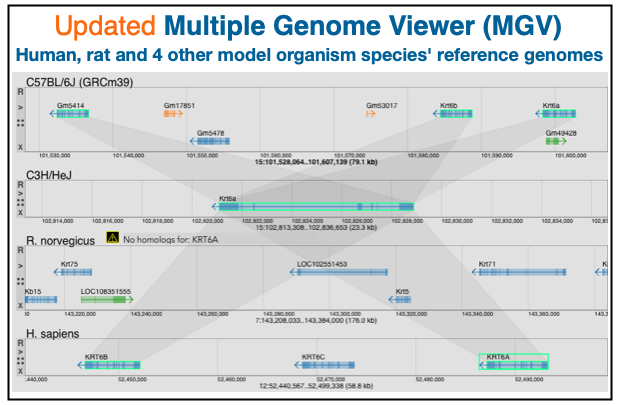 Updated Multiple Genome Viewer (MGV)
Human, rat and 4 other model organism species' reference genomes
C57BL/6J (GRCm39)
R
>
X
Gm5414 Gm17851 Gm53017 Krt6b Krt6a
Gm5478 Gm49428
101,530,000 101,540,000 101,550,000 101,560,000 101,570,000 101,580,000 101,590,000 101,600,000
15:101,528,064..101,607,139 (79.1 kb)
C3H/HeJ
R
>
X
Krt6a
102,814,000 102,816,000 102,818,000 102,820,000 102,822,000 102,824,000 102,826,000 102,828,000 102,830,000 102,832,000 102,834,000
15:102,813,308..102,836,653 (23.3 kb)
R. norvegicus No homologs for: KRT6A
R
>
X
Krt75 LOC102551453 Krt71
Kb15 LOC108351555 Krt5
143,220,000 143,240,000 143,260,000 143,280,000 143,300,000 143,320,000 143,340,000 143,360,000
7:143,208,033..143,384,000 (176.0 kb)
H. sapiens
R
>
X
KRT6B KRT6C KRT6A
,440,000 52,450,000 52,460,000 52,470,000 52,480,000 52,490,000
12:52,440,567..52,499,338 (58.8 kb)